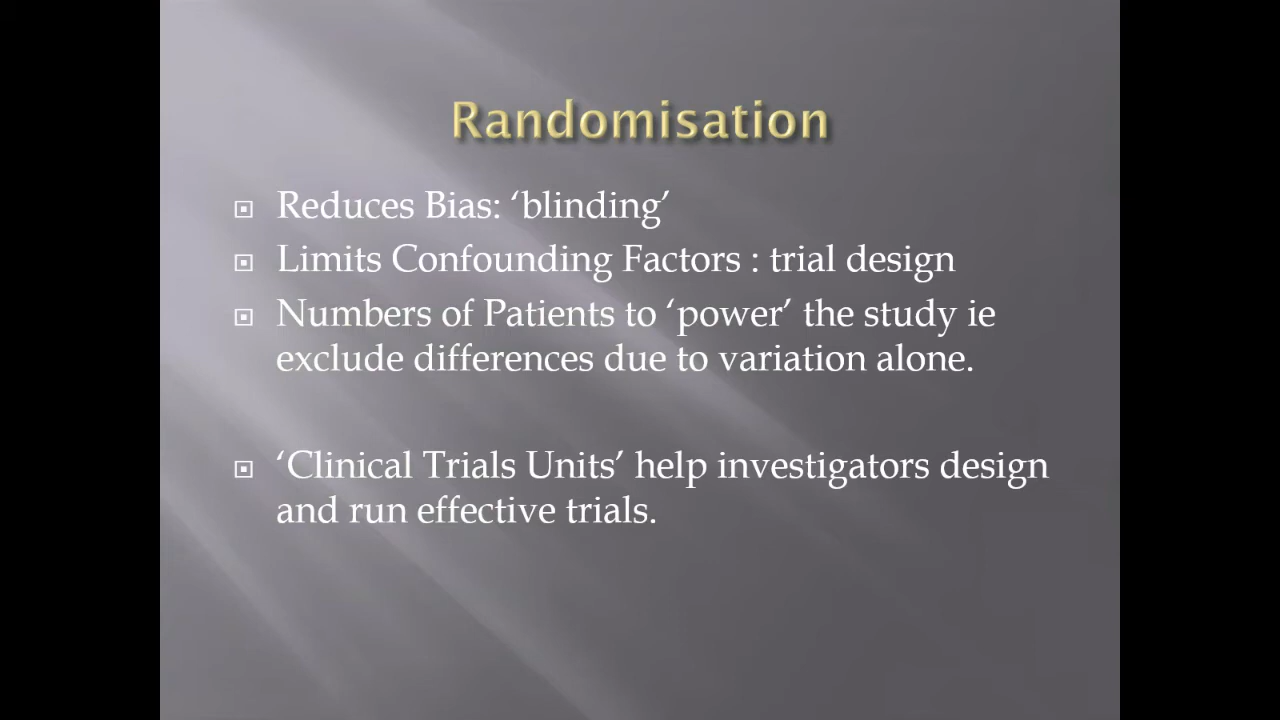 Randomisation
Reduces Bias: ‘blinding’
Limits Confounding Factors : trial design
Numbers of Patients to ‘power’ the study ie
exclude differences due to variation alone.
‘Clinical Trials Units’ help investigators design
and run effective trials.